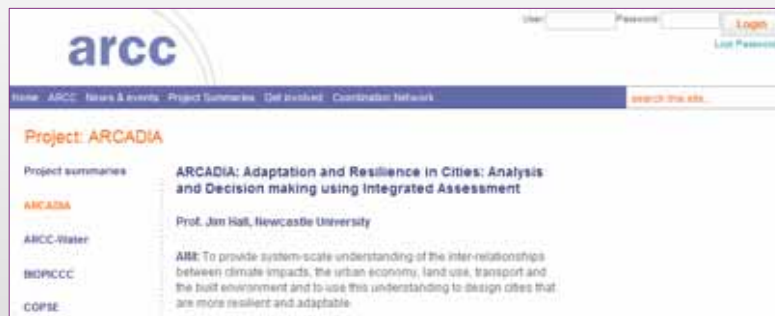 User: Password: Login
Lost Password
arcc
Home ARCC News & events Project Summaries Get involved Coordination Network search this site...
Project: ARCADIA
Project summaries
ARCADIA
ARCC-Water
BIOPICCC
COPSE
ARCADIA: Adaptation and Resilience in Cities: Analysis
and Decision making using Integrated Assessment
Prof. Jim Hall, Newcastle University
AIM: To provide system-scale understanding of the inter-relationships
between climate impacts, the urban economy, land use, transport and
the built environment and to use this understanding to design cities that
are more resilient and adaptable.